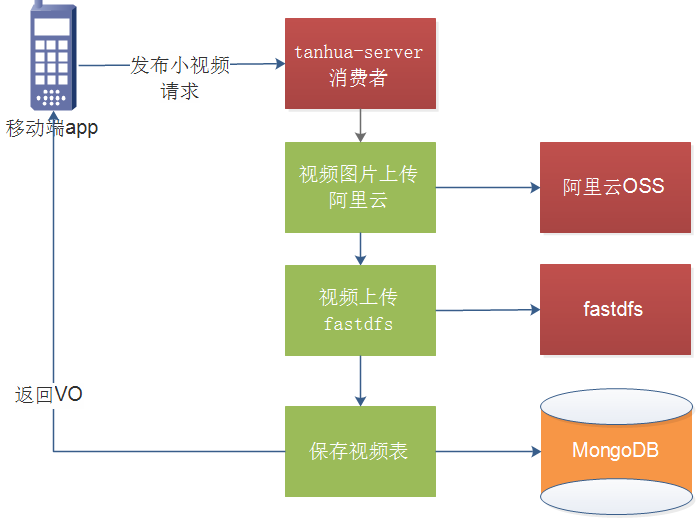 移动端app
发布小视频
请求
tanhua-server
消费者
视频图片上传
阿里云
阿里云OSS
视频上传
fastdfs
fastdfs
返回VO
保存视频表
MongoDB